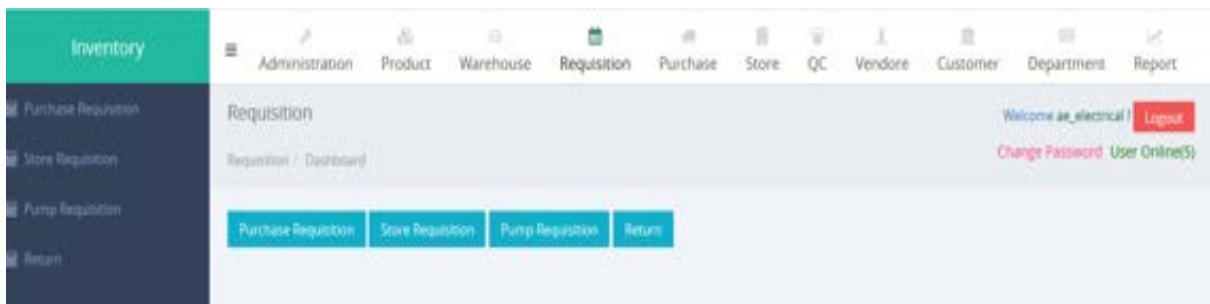 Inventory
Administration Product Warehouse Requisition Purchase Store QC Vendore Customer Department Report
Purchase Requisition
Store Requisition
Pump Requisition
Return
Requisition
Welcome ae_electrical ! Logout
Requisition / Dashboard
Change Password User Online(5)
Purchase Requisition Store Requisition Pump Requisition Return